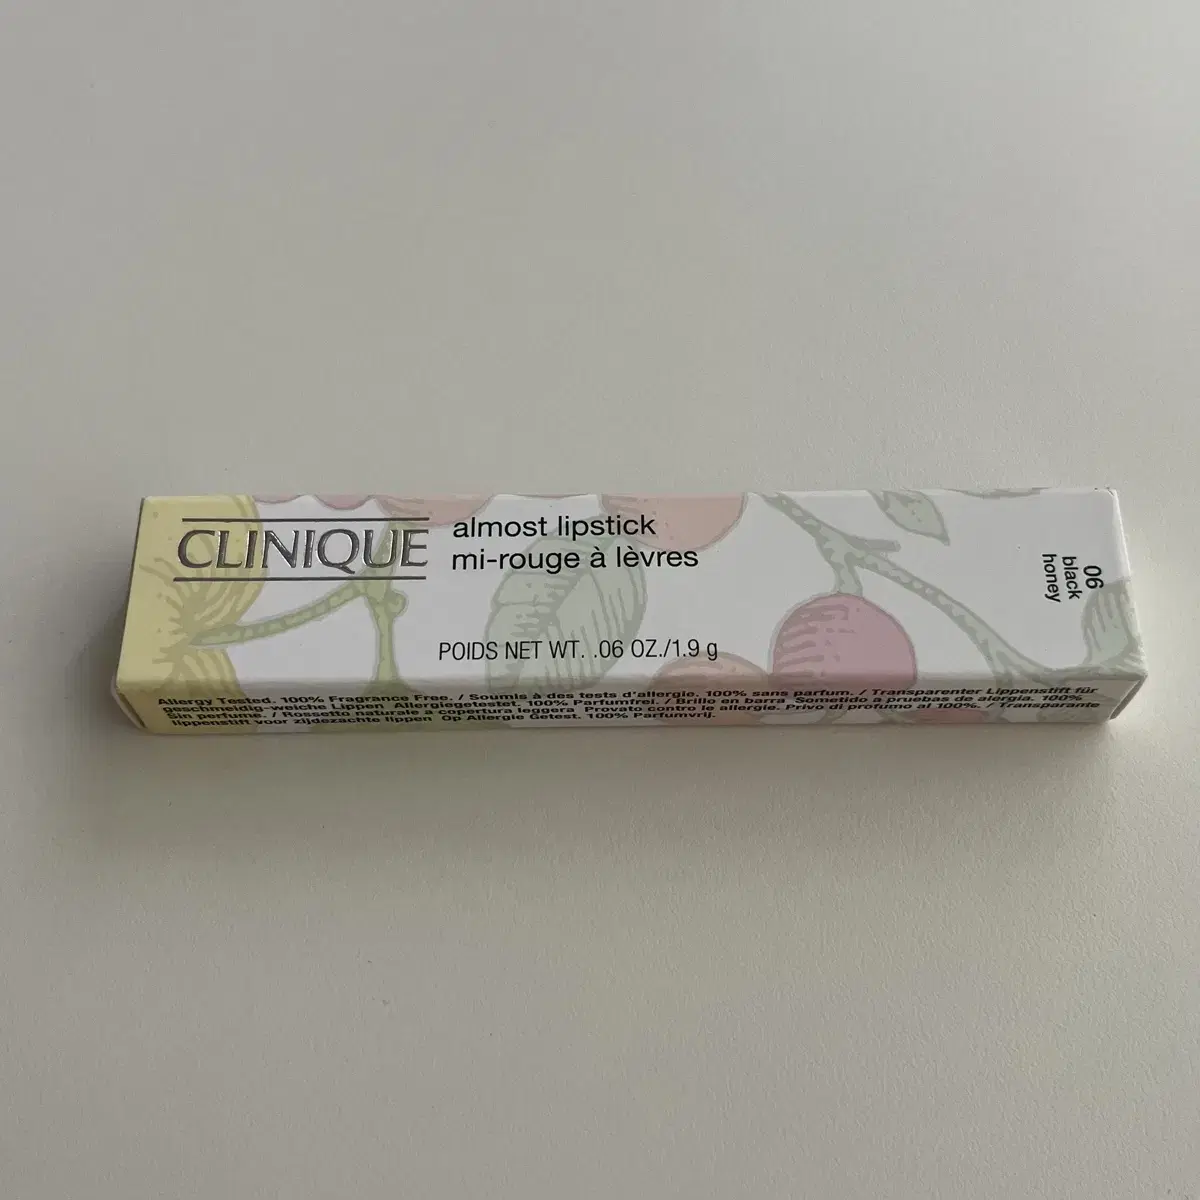 CLINIQUE
almost lipstick
mi-rouge à lèvres
POIDS NET WT. .06 OZ./1.9 g
06
black
honey
Allergy Tested. 100% Fragrance Free. / Soumis à des tests d'allergie. 100% sans parfum. / Transparenter Lippenstift für
geschmeidig-weiche Lippen Allergiegetestet. 100% Parfumfrei. / Brillo en barra Sometido a pruebas de alergia. 100%
Sin perfume. / Rossetto naturale a copertura leggera Provato contro le allergie. Privo di profumo al 100%. / Transparante
lippenstift voor zijdezachte lippen Op Allergie Getest. 100% Parfumvrij.